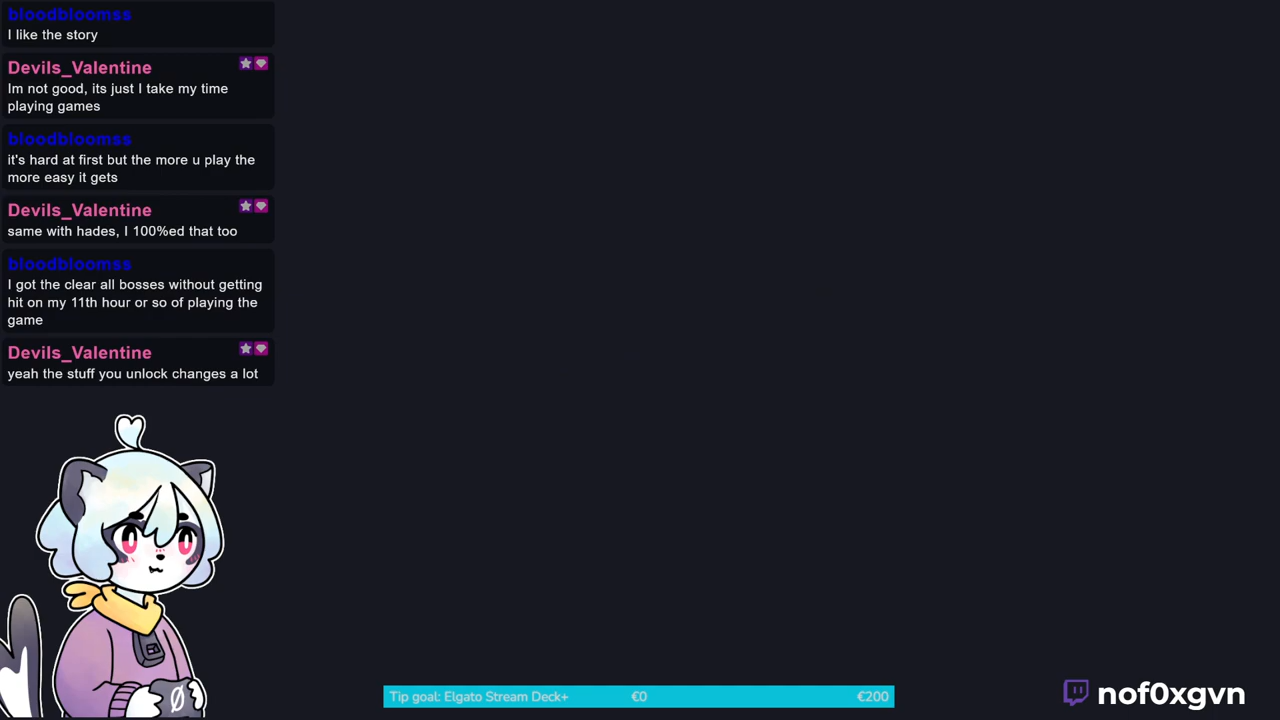 bloodbloomss
I like the story
Devils_Valentine
Im not good, its just I take my time
playing games
bloodbloomss
it's hard at first but the more u play the
more easy it gets
Devils_Valentine
same with hades, I 100%ed that too
bloodbloomss
I got the clear all bosses without getting
hit on my 11th hour or so of playing the
game
Devils_Valentine
yeah the stuff you unlock changes a lot
Tip goal: Elgato Stream Deck+ €0 €200
nof0xgvn